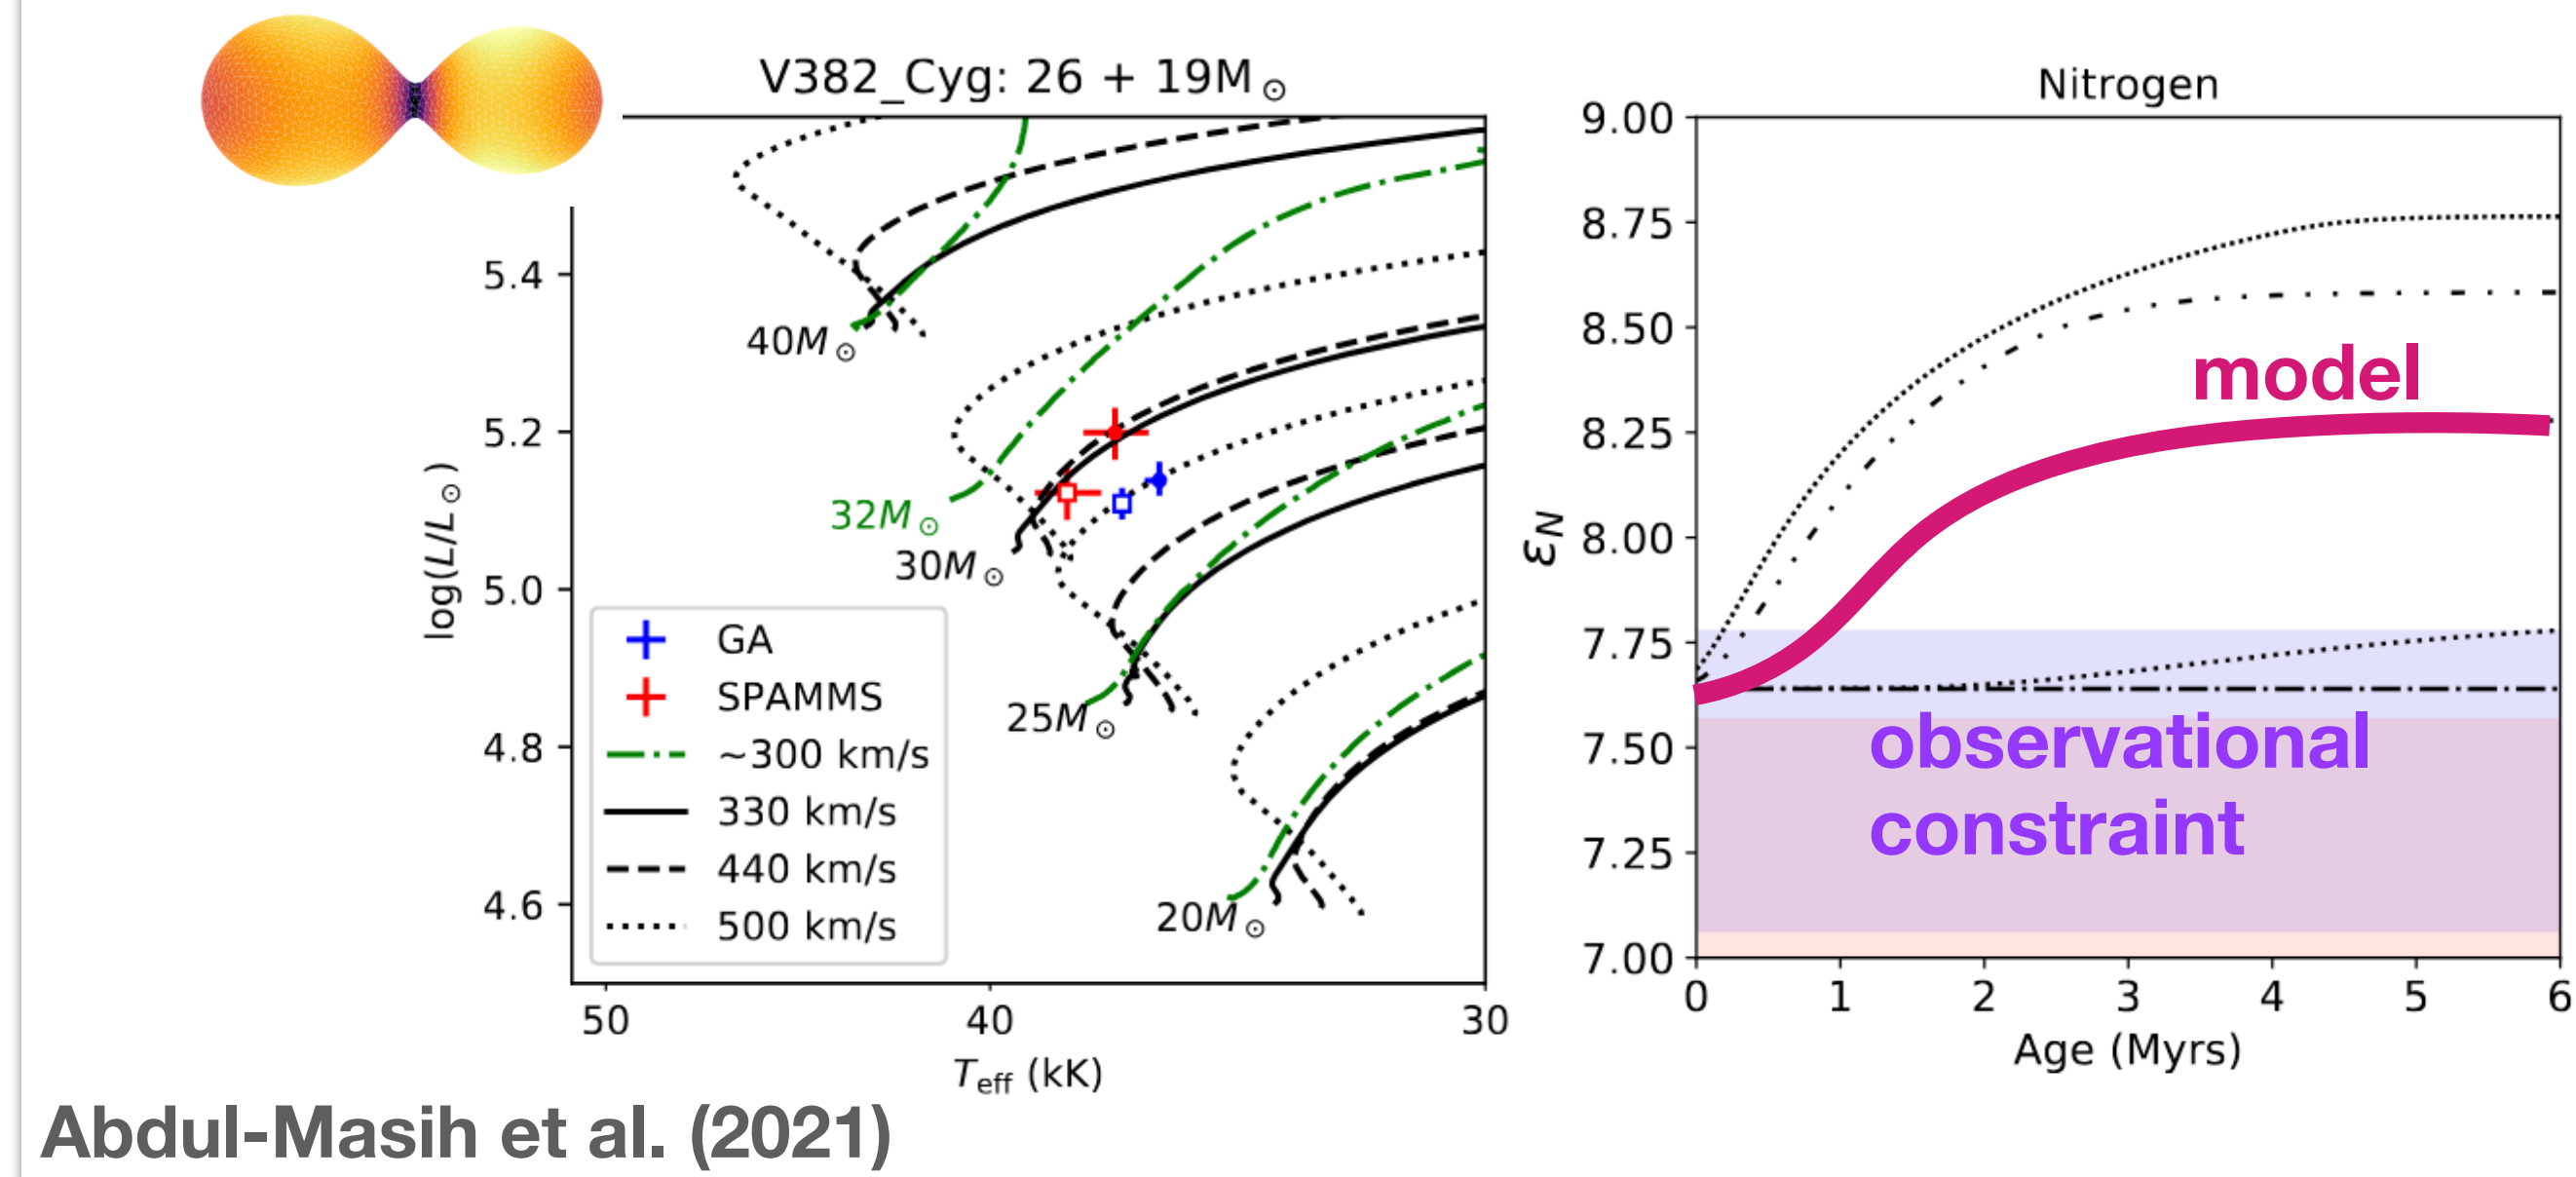 V382_Cyg: 26 + 19M⊙
5.4
5.2
5.0
4.8
4.6
log(L/L⊙)
40M⊙
32M⊙
30M⊙
25M⊙
20M⊙
GA
SPAMMS
~300 km/s
330 km/s
440 km/s
500 km/s
50
40
30
Teff (kK)
Nitrogen
9.00
8.75
8.50
8.25
8.00
7.75
7.50
7.25
7.00
εN
model
observational
constraint
0
1
2
3
4
5
6
Age (Myrs)
Abdul-Masih et al. (2021)